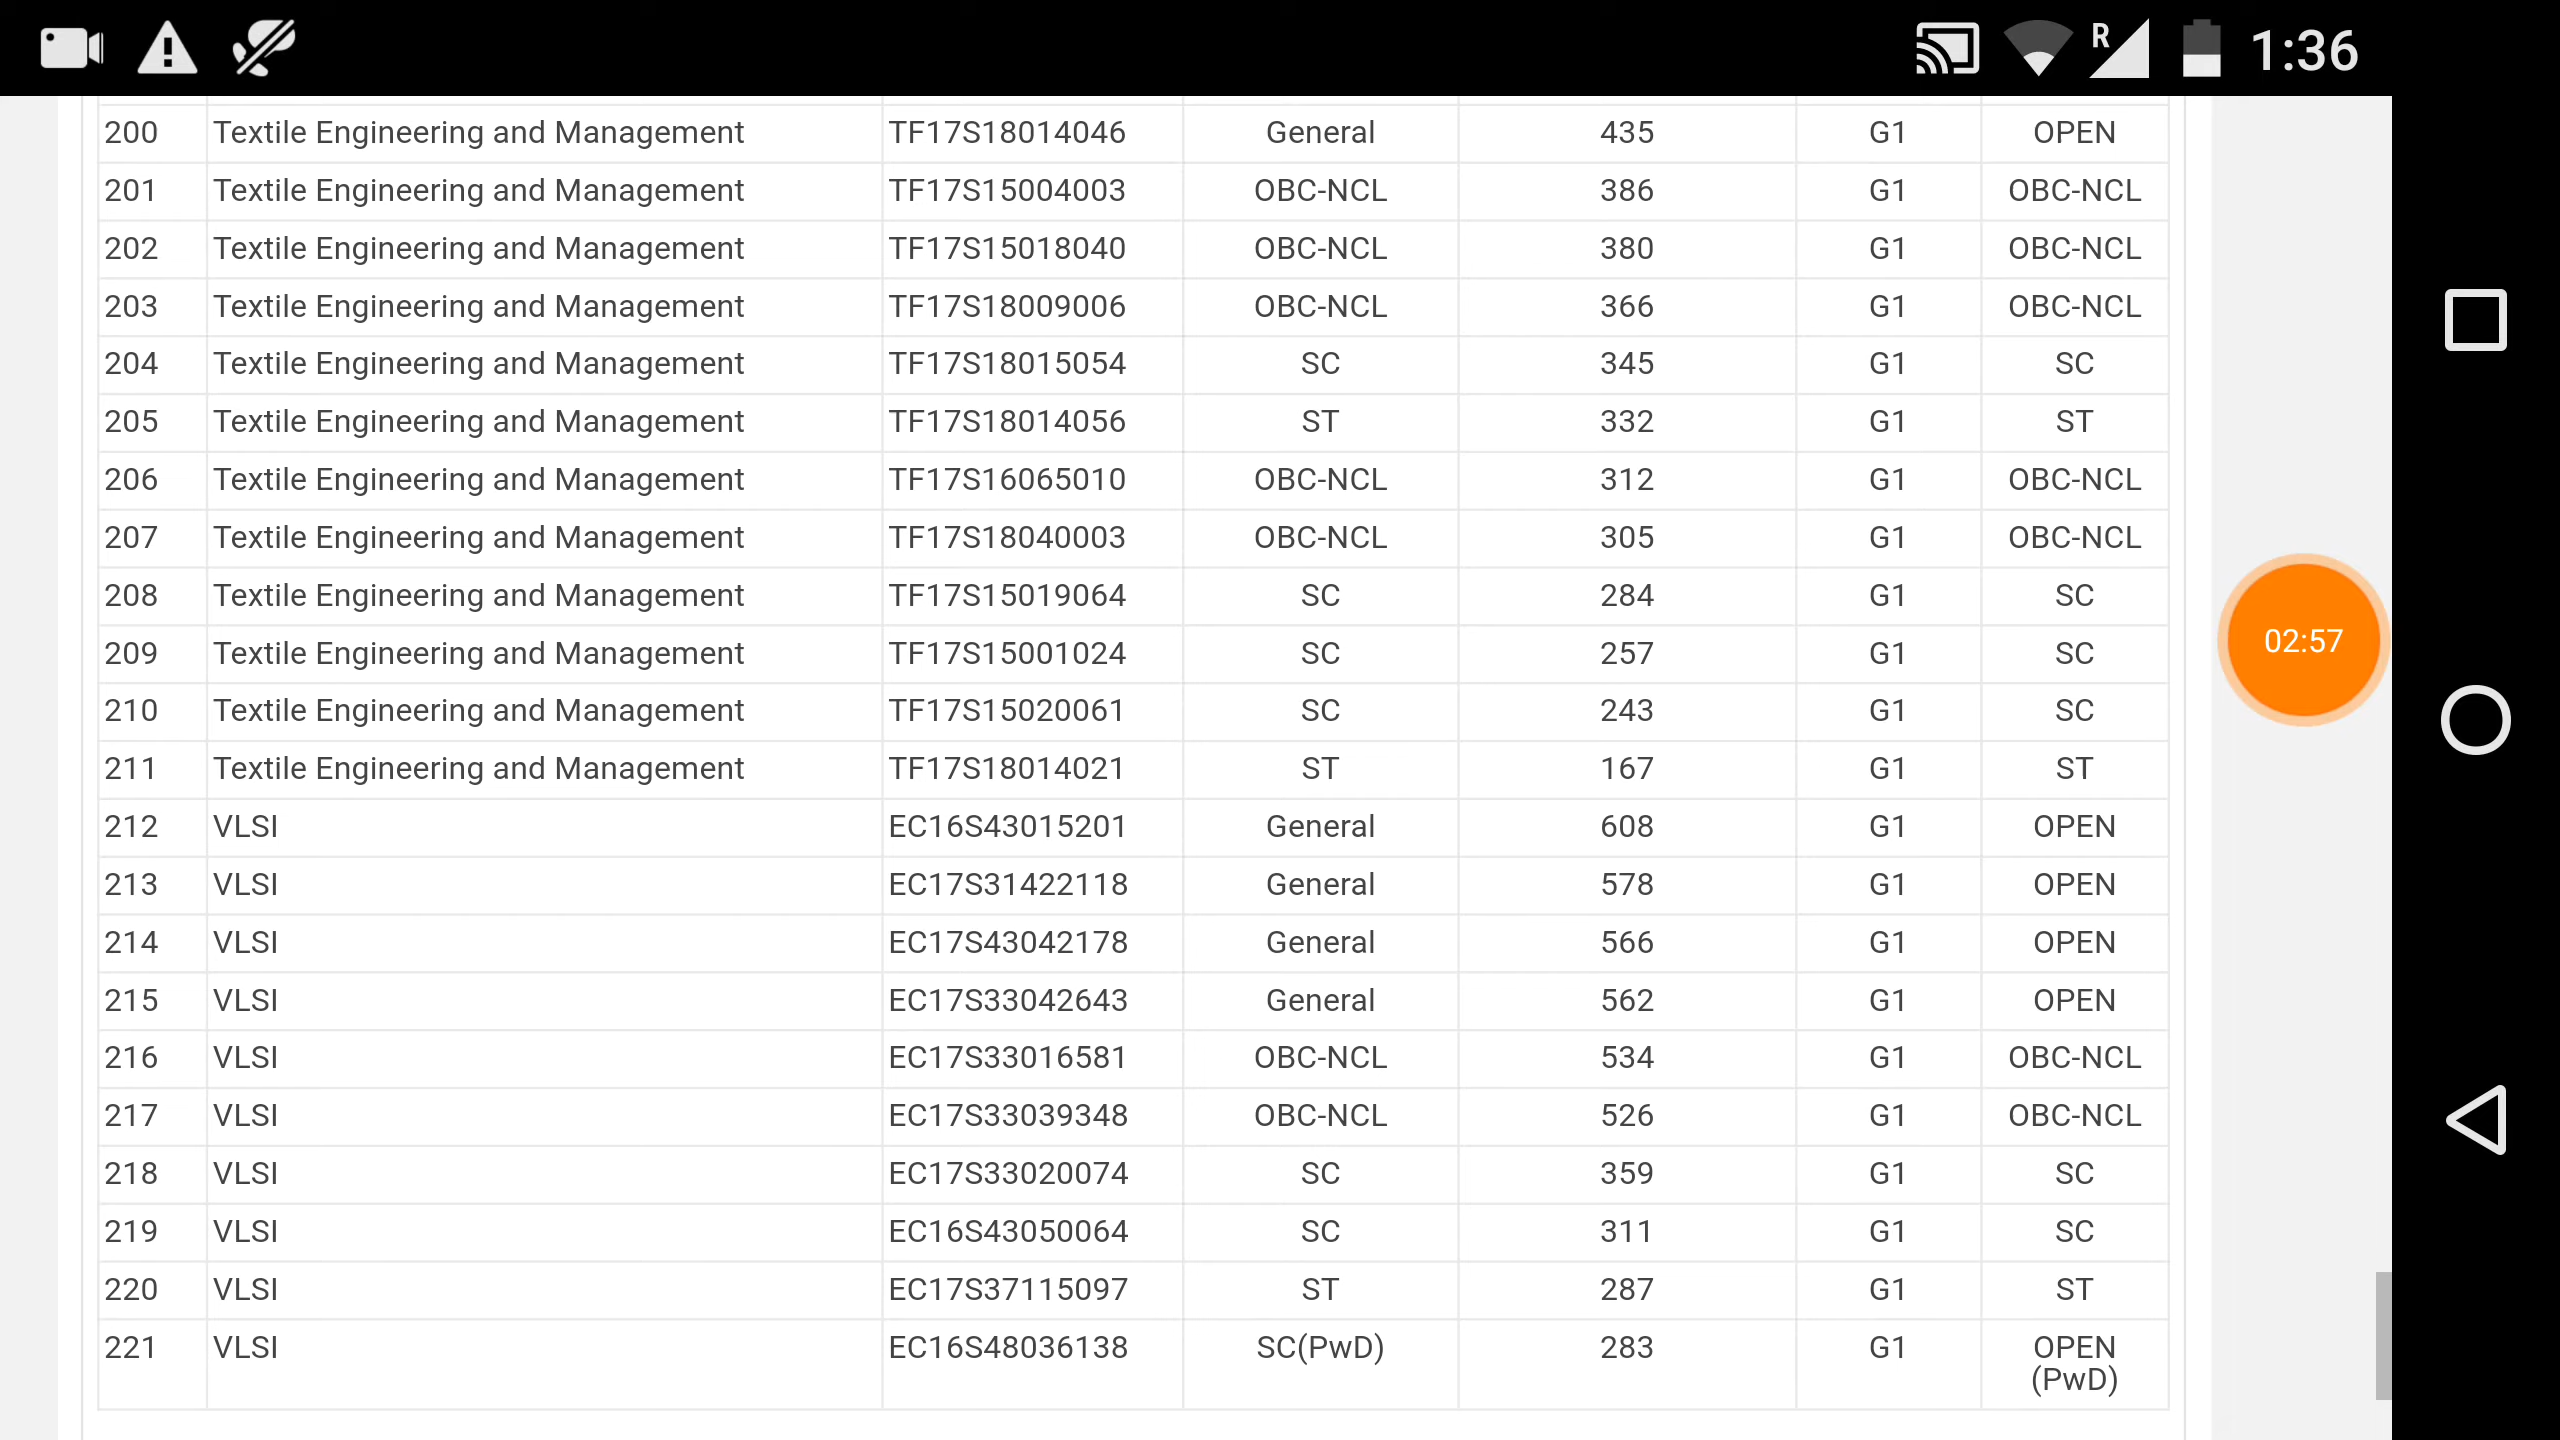 R 1:36
200 Textile Engineering and Management TF17S18014046 General 435 G1 OPEN
201 Textile Engineering and Management TF17S15004003 OBC-NCL 386 G1 OBC-NCL
202 Textile Engineering and Management TF17S15018040 OBC-NCL 380 G1 OBC-NCL
203 Textile Engineering and Management TF17S18009006 OBC-NCL 366 G1 OBC-NCL
204 Textile Engineering and Management TF17S18015054 SC 345 G1 SC
205 Textile Engineering and Management TF17S18014056 ST 332 G1 ST
206 Textile Engineering and Management TF17S16065010 OBC-NCL 312 G1 OBC-NCL
207 Textile Engineering and Management TF17S18040003 OBC-NCL 305 G1 OBC-NCL
208 Textile Engineering and Management TF17S15019064 SC 284 G1 SC
02:57
209 Textile Engineering and Management TF17S15001024 SC 257 G1 SC
210 Textile Engineering and Management TF17S15020061 SC 243 G1 SC
211 Textile Engineering and Management TF17S18014021 ST 167 G1 ST
212 VLSI EC16S43015201 General 608 G1 OPEN
213 VLSI EC17S31422118 General 578 G1 OPEN
214 VLSI EC17S43042178 General 566 G1 OPEN
215 VLSI EC17S33042643 General 562 G1 OPEN
216 VLSI EC17S33016581 OBC-NCL 534 G1 OBC-NCL
217 VLSI EC17S33039348 OBC-NCL 526 G1 OBC-NCL
218 VLSI EC17S33020074 SC 359 G1 SC
219 VLSI EC16S43050064 SC 311 G1 SC
220 VLSI EC17S37115097 ST 287 G1 ST
221 VLSI EC16S48036138 SC(PwD) 283 G1 OPEN
(PwD)